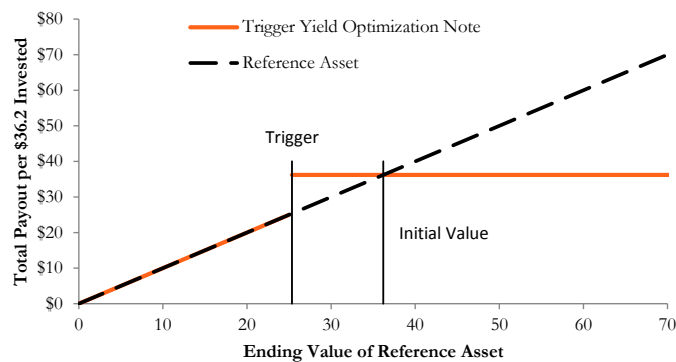 $80
$70
$60
$50
$40
$30
$20
$10
$0
Total Payout per $36.2 Invested
Trigger Yield Optimization Note
Reference Asset
Trigger
Initial Value
0 10 20 30 40 50 60 70
Ending Value of Reference Asset